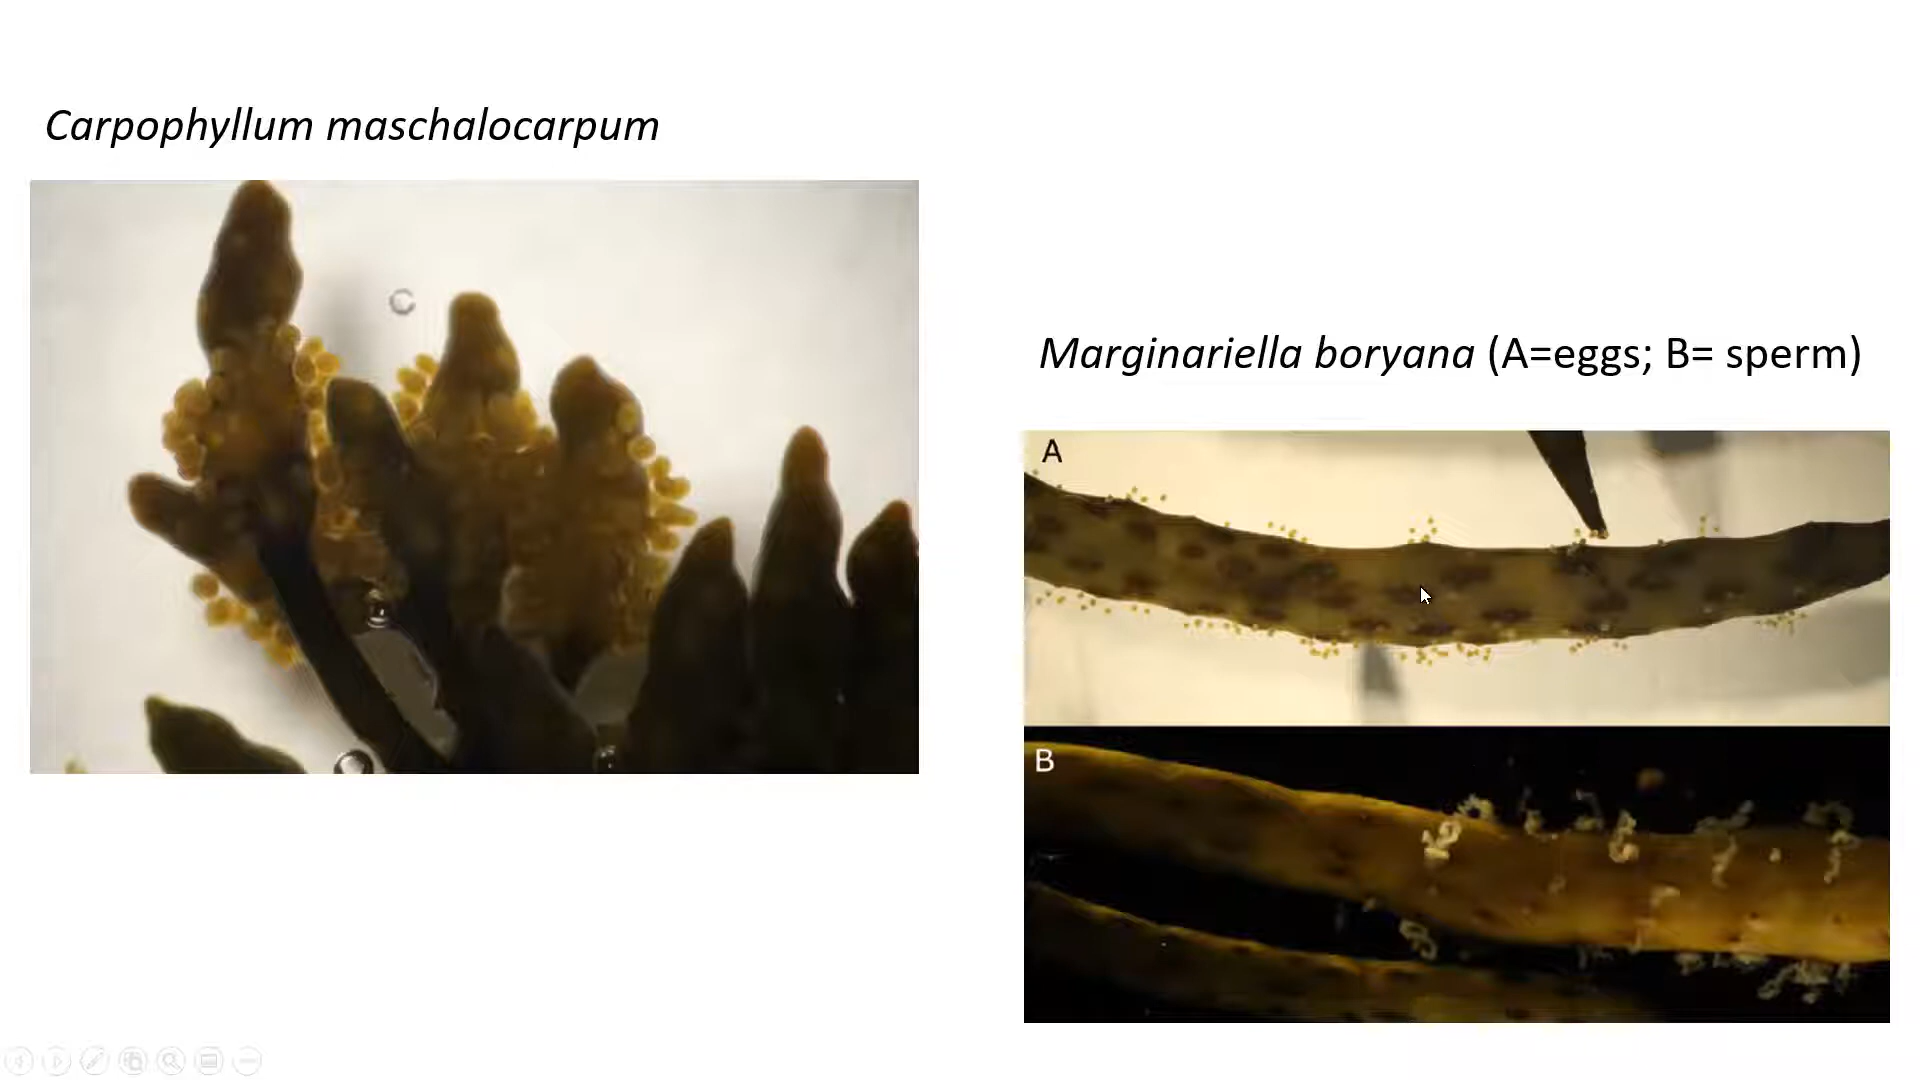 Carpophyllum maschalocarpum
Marginariella boryana (A=eggs; B= sperm)
A
B